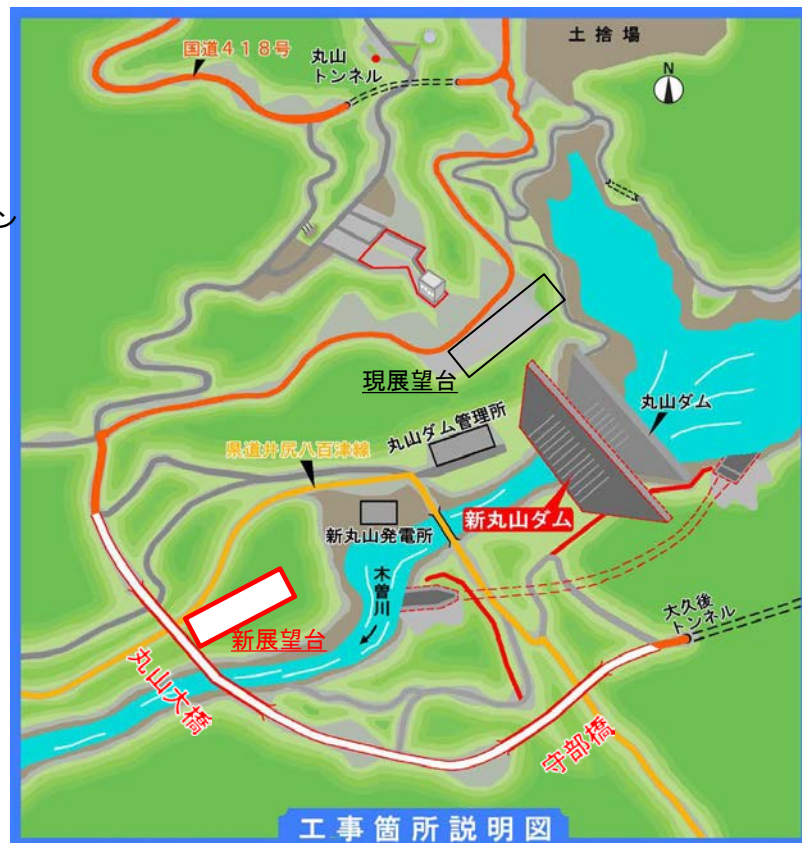 土捨場
国道418号
丸山
トンネル
N
ン
現展望台
丸山ダム
丸山ダム管理所
県道井尻八百津線
新丸山発電所
新丸山ダム
木曽川
大久後
トンネル
新展望台
丸山大橋
守部橋
工事箇所説明図